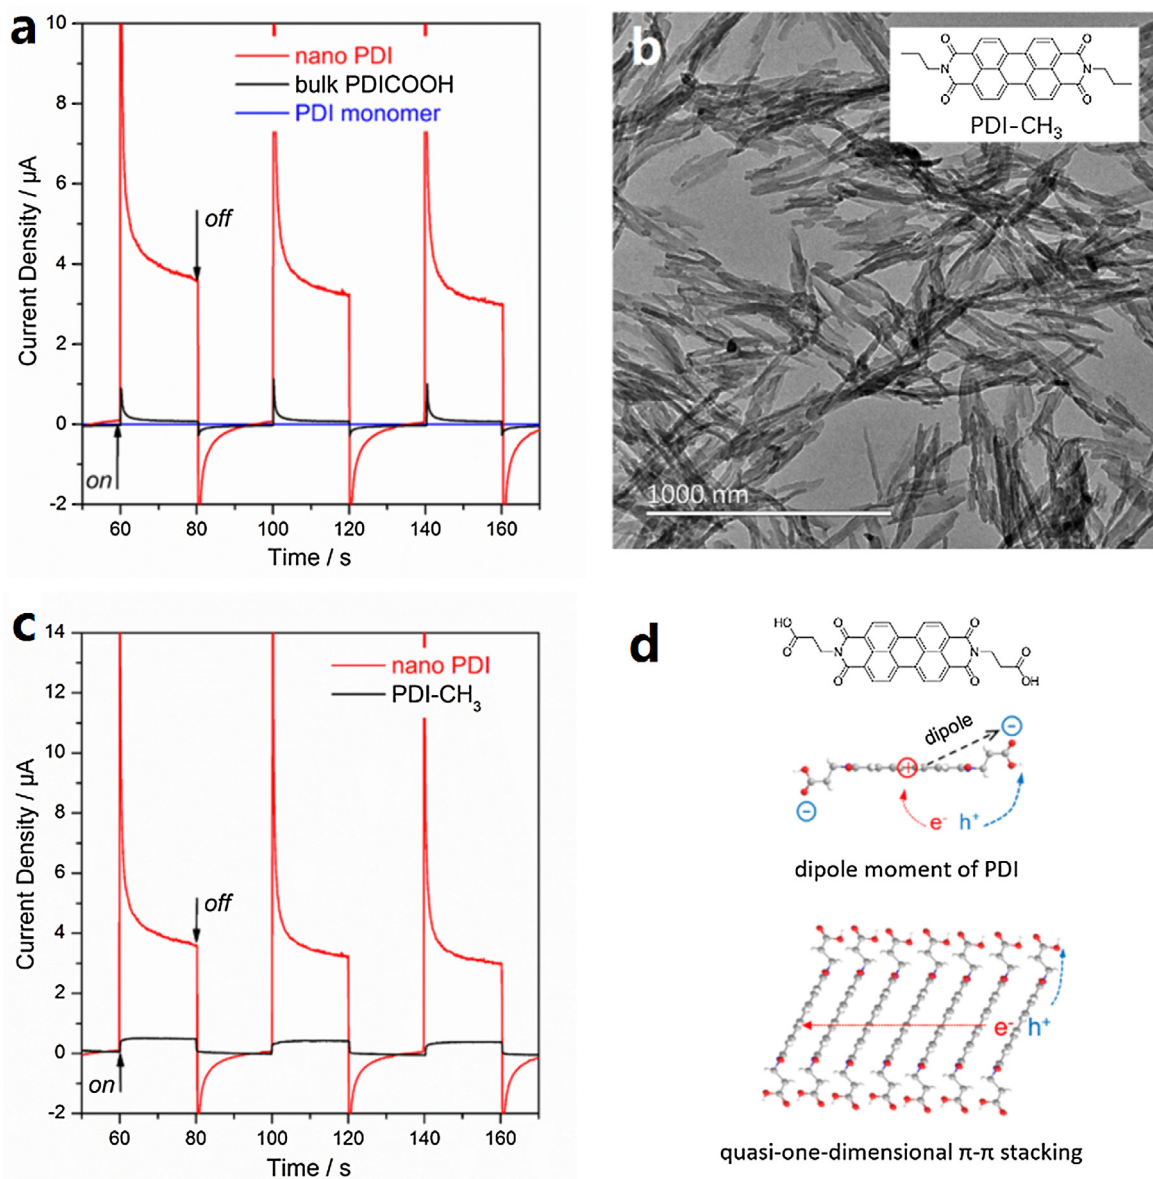 a
10
8
6
4
2
0
-2
nano PDI
bulk PDICOOH
PDI monomer
off
on
60 80 100 120 140 160
Current Density / μA
Time / s
b
O O
N N
O O
PDI-CH₃
1000 nm
c
14
12
10
8
6
4
2
0
-2
nano PDI
PDI-CH₃
off
on
60 80 100 120 140 160
Current Density / μA
Time / s
d
HO O O
O N N O
O O OH
dipole
e⁻ h⁺
dipole moment of PDI
e⁻ h⁺
quasi-one-dimensional π-π stacking